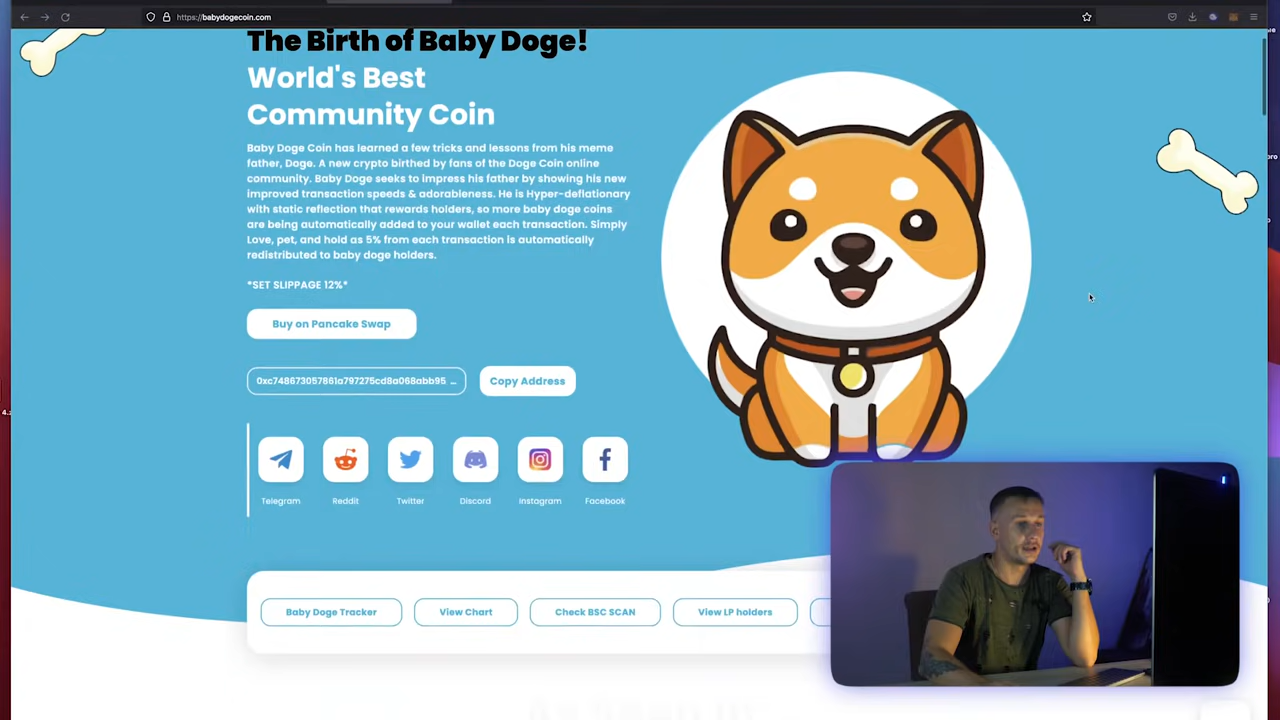 https://babydogecoin.com
The Birth of Baby Doge!
World's Best
Community Coin
Baby Doge Coin has learned a few tricks and lessons from his meme
father, Doge. A new crypto birthed by fans of the Doge Coin online
community. Baby Doge seeks to impress his father by showing his new
improved transaction speeds & adorableness. He is Hyper-deflationary
with static reflection that rewards holders, so more baby doge coins
are being automatically added to your wallet each transaction. Simply
Love, pet, and hold as 5% from each transaction is automatically
redistributed to baby doge holders.
*SET SLIPPAGE 12%*
Buy on Pancake Swap
0xc748673057861a797275cd8a068abb95 ...
Copy Address
Telegram
Reddit
Twitter
Discord
Instagram
Facebook
Baby Doge Tracker
View Chart
Check BSC SCAN
View LP holders